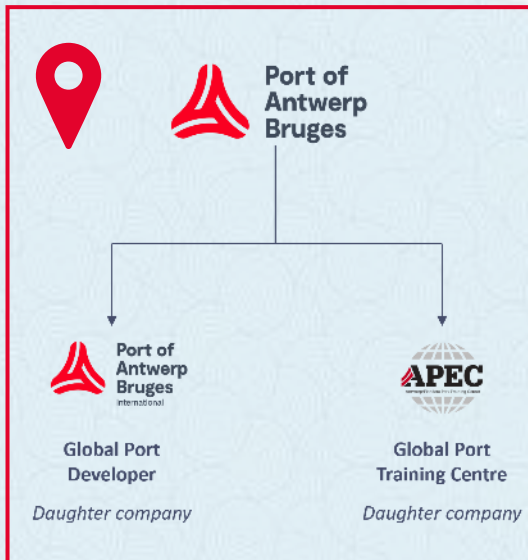 Port of
Antwerp
Bruges
Port of
Antwerp
Bruges
International
APEC
Global Port
Developer
Global Port
Training Centre
Daughter company
Daughter company